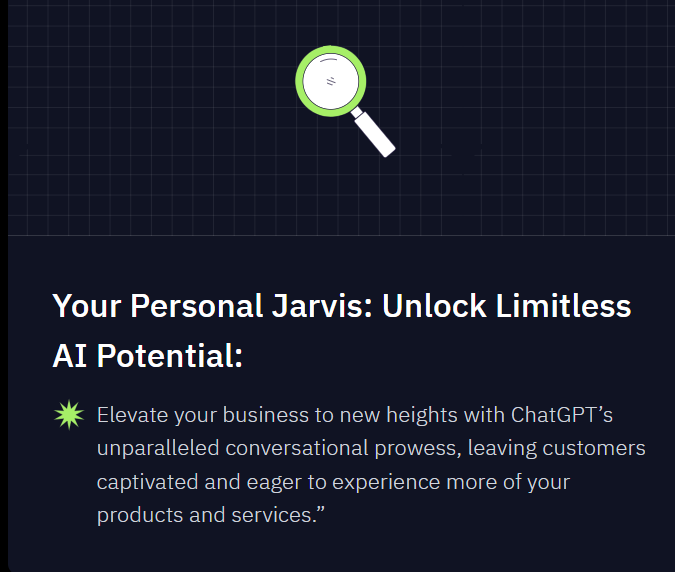 Your Personal Jarvis: Unlock Limitless
AI Potential:
Elevate your business to new heights with ChatGPT’s
unparalleled conversational prowess, leaving customers
captivated and eager to experience more of your
products and services.”